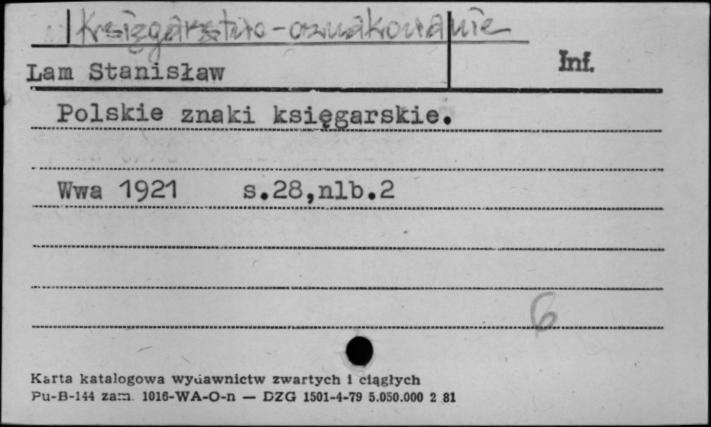 Księgarstwo-oznakowanie
Lam Stanisław
Inf.
Polskie znaki księgarskie.
Wwa 1921 s.28,nlb.2
6
Karta katalogowa wydawnictw zwartych i ciągłych
Pu-B-144 zam. 1016-WA-O-n — DZG 1501-4-79 5.050.000 2 81